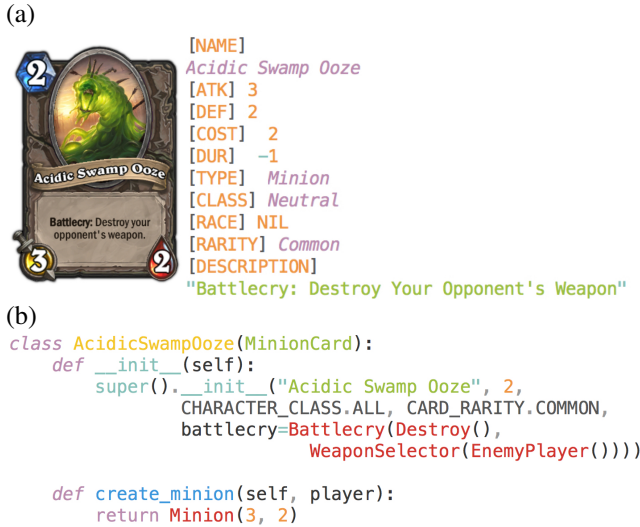 (a)
2
Acidic Swamp Ooze
Battlecry: Destroy your
opponent's weapon.
3
2
[NAME]
Acidic Swamp Ooze
[ATK] 3
[DEF] 2
[COST] 2
[DUR] -1
[TYPE] Minion
[CLASS] Neutral
[RACE] NIL
[RARITY] Common
[DESCRIPTION]
"Battlecry: Destroy Your Opponent's Weapon"
(b)
class AcidicSwampOoze(MinionCard):
    def __init__(self):
        super().__init__("Acidic Swamp Ooze", 2,
                CHARACTER_CLASS.ALL, CARD_RARITY.COMMON,
                battlecry=Battlecry(Destroy(),
                            WeaponSelector(EnemyPlayer())))
    def create_minion(self, player):
        return Minion(3, 2)